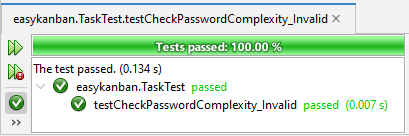 easykanban.TaskTest.testCheckPasswordComplexity_Invalid
Tests passed: 100.00 %
The test passed. (0.134 s)
easykanban.TaskTest passed
testCheckPasswordComplexity_Invalid passed (0.007 s)